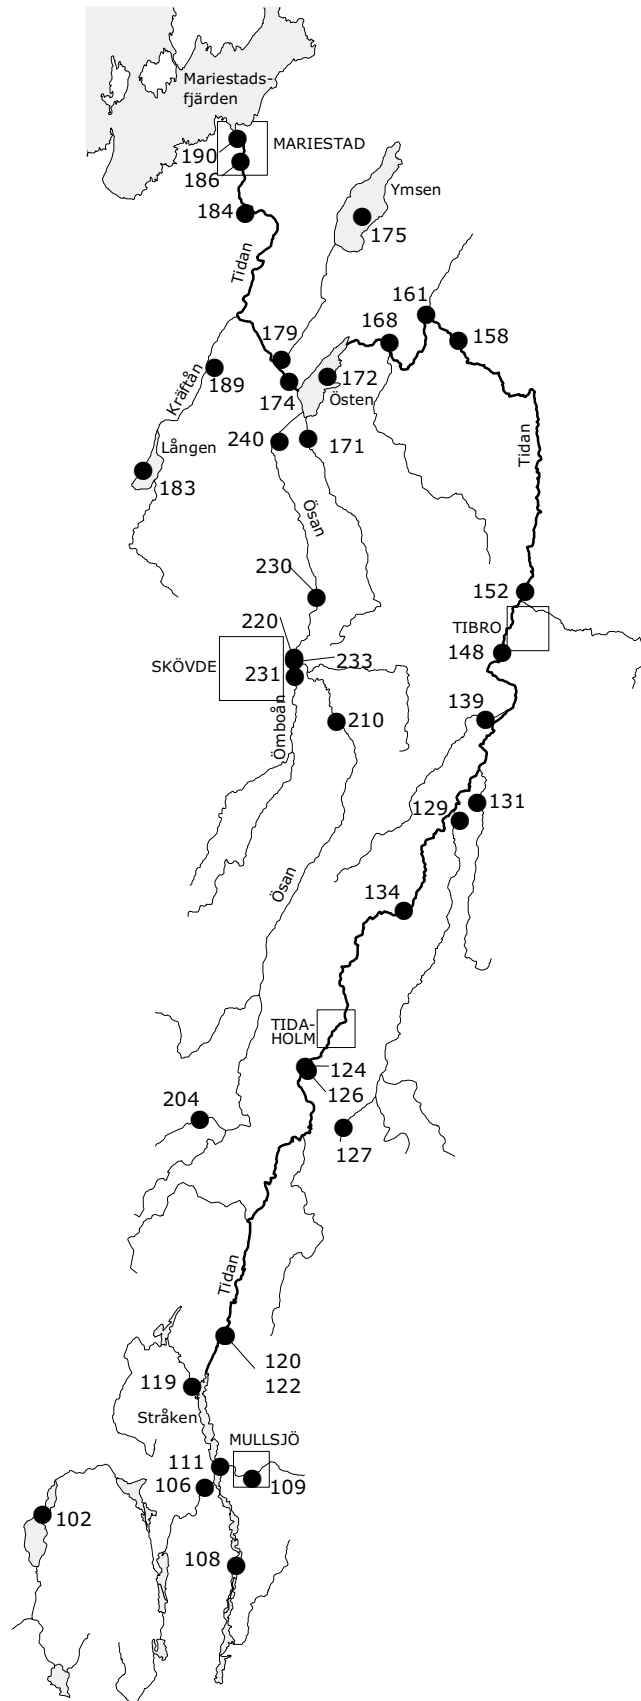 Mariestads-
fjärden
190
MARIESTAD
186
Ymsen
184
175
Tidan
161
179
168
158
172
189
174
Östen
Kräftån
240
171
Lången
Tidan
183
Ösan
230
152
220
TIBRO
SKÖVDE
233
148
231
139
210
Ömboån
131
129
Ösan
134
TIDA-
HOLM
124
126
204
127
Tidan
120
122
119
Stråken
MULLSJÖ
111
106
109
102
108